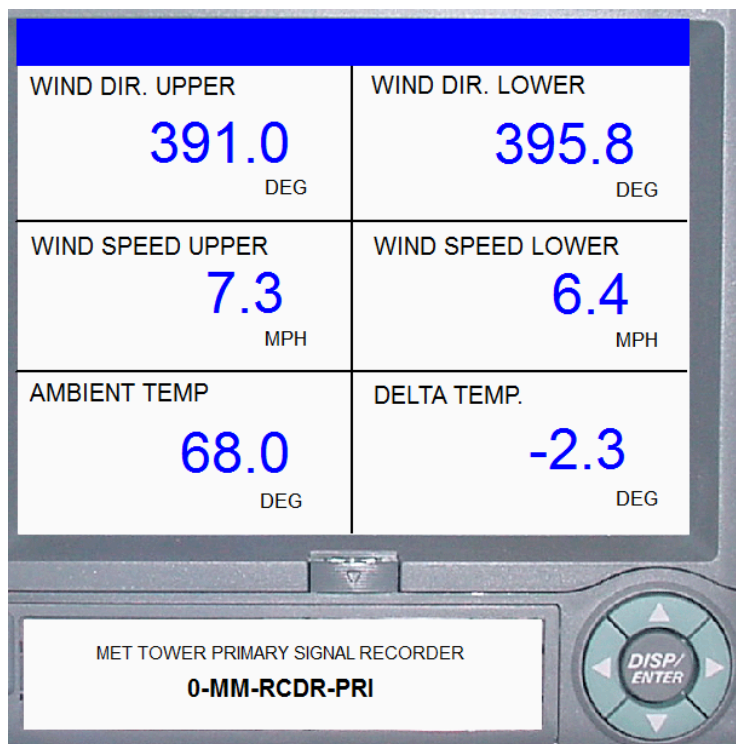 WIND DIR. UPPER
391.0
DEG
WIND DIR. LOWER
395.8
DEG
WIND SPEED UPPER
7.3
MPH
WIND SPEED LOWER
6.4
MPH
AMBIENT TEMP
68.0
DEG
DELTA TEMP.
-2.3
DEG
MET TOWER PRIMARY SIGNAL RECORDER
0-MM-RCDR-PRI
DISP/
ENTER